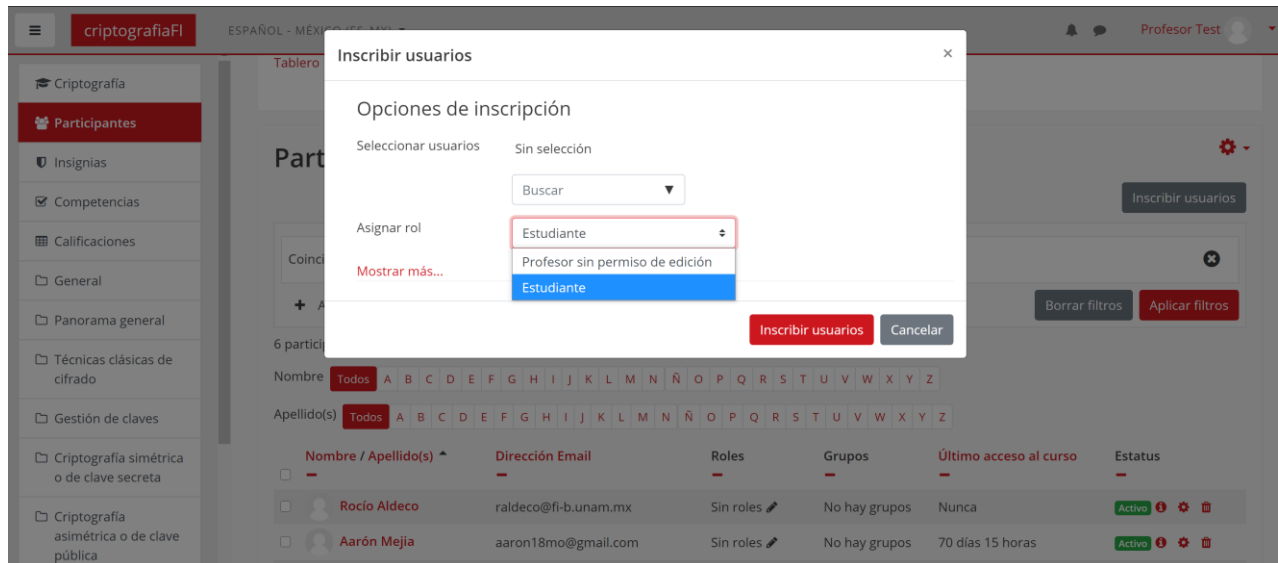 criptografiaFI
ESPAÑOL - MÉXICO (ES_MX)
Profesor Test
Criptografía
Participantes
Insignias
Competencias
Calificaciones
General
Panorama general
Técnicas clásicas de
cifrado
Gestión de claves
Criptografía simétrica
o de clave secreta
Criptografía
asimétrica o de clave
pública
Tablero
Part
Inscribir usuarios
Coinci
Borrar filtros
Aplicar filtros
Inscribir usuarios
×
Opciones de inscripción
Seleccionar usuarios
Sin selección
Buscar ▼
Asignar rol
Estudiante
Profesor sin permiso de edición
Estudiante
Mostrar más...
Inscribir usuarios
Cancelar
6 particip
Nombre Todos A B C D E F G H I J K L M N Ñ O P Q R S T U V W X Y Z
Apellido(s) Todos A B C D E F G H I J K L M N Ñ O P Q R S T U V W X Y Z
Nombre / Apellido(s) Dirección Email Roles Grupos Último acceso al curso Estatus
Rocío Aldeco raldeco@fi-b.unam.mx Sin roles No hay grupos Nunca Activo
Aarón Mejia aaron18mo@gmail.com Sin roles No hay grupos 70 días 15 horas Activo